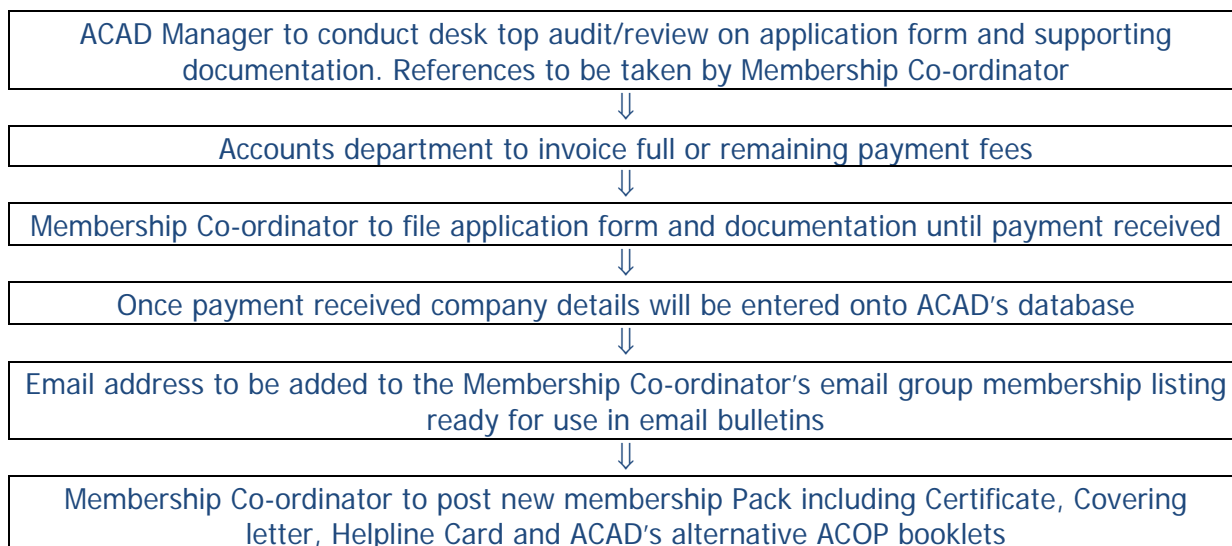 ACAD Manager to conduct desk top audit/review on application form and supporting
documentation. References to be taken by Membership Co-ordinator
⇓
Accounts department to invoice full or remaining payment fees
⇓
Membership Co-ordinator to file application form and documentation until payment received
⇓
Once payment received company details will be entered onto ACAD's database
⇓
Email address to be added to the Membership Co-ordinator's email group membership listing
ready for use in email bulletins
⇓
Membership Co-ordinator to post new membership Pack including Certificate, Covering
letter, Helpline Card and ACAD's alternative ACOP booklets